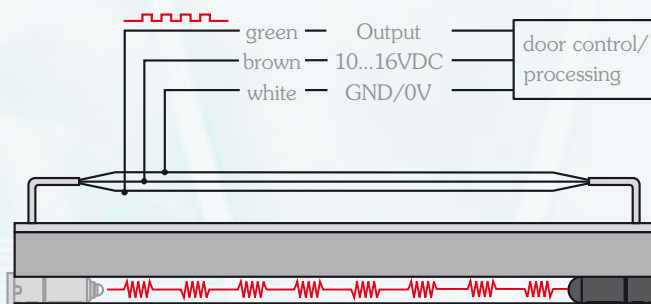 green Output
brown 10...16VDC
white GND/0V
door control/
processing